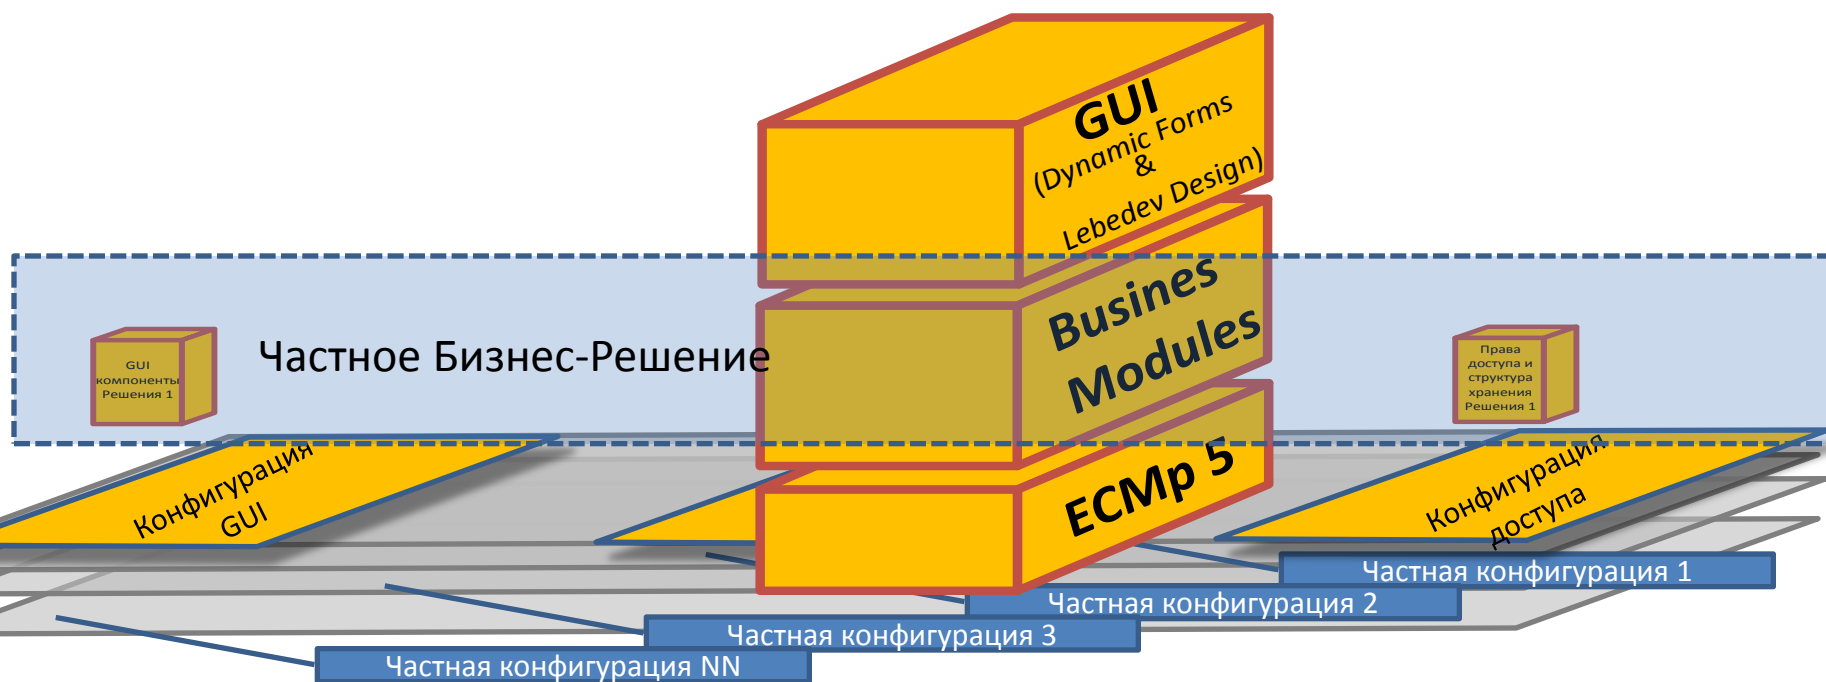 GUI
(Dynamic Forms
&
Lebedev Design)
Busines
Modules
ECMp 5
Частное Бизнес-Решение
GUI
компоненты
Решения 1
Права
доступа и
структура
хранения
Решения 1
Конфигурация
GUI
Конфигурация
доступа
Частная конфигурация 1
Частная конфигурация 2
Частная конфигурация 3
Частная конфигурация NN